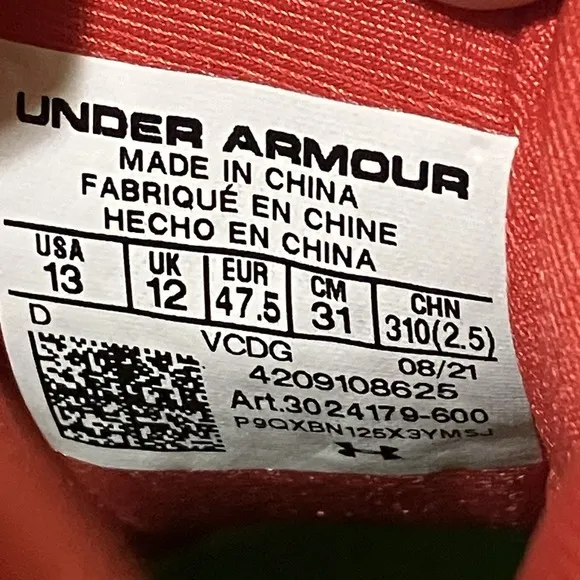 UNDER ARMOUR
MADE IN CHINA
FABRIQUÉ EN CHINE
HECHO EN CHINA
USA UK EUR CM CHN
13 12 47.5 31 310(2.5)
D VCDG 08/21
4209108625
Art.3024179-600
P9QXBN125X3YM5J